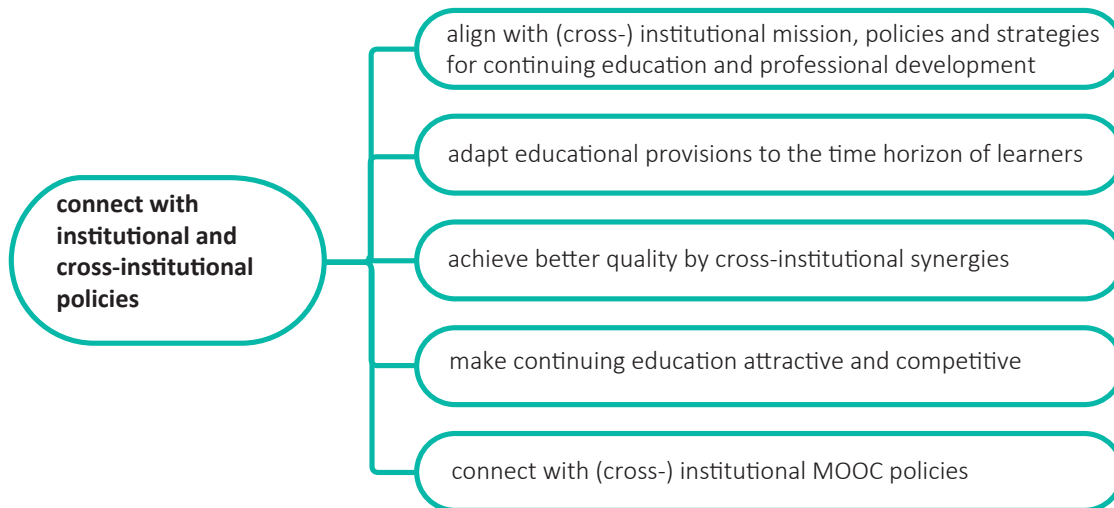 connect with
institutional and
cross-institutional
policies
align with (cross-) institutional mission, policies and strategies
for continuing education and professional development
adapt educational provisions to the time horizon of learners
achieve better quality by cross-institutional synergies
make continuing education attractive and competitive
connect with (cross-) institutional MOOC policies